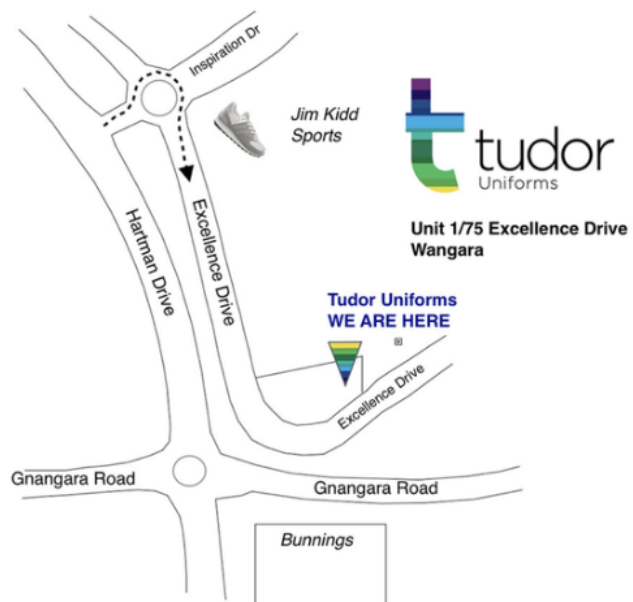 Inspiration Dr
Jim Kidd
Sports
t tudor
Uniforms
Unit 1/75 Excellence Drive
Wangara
Hartman Drive
Excellence Drive
Tudor Uniforms
WE ARE HERE
Excellence Drive
Gnangara Road
Gnangara Road
Bunnings